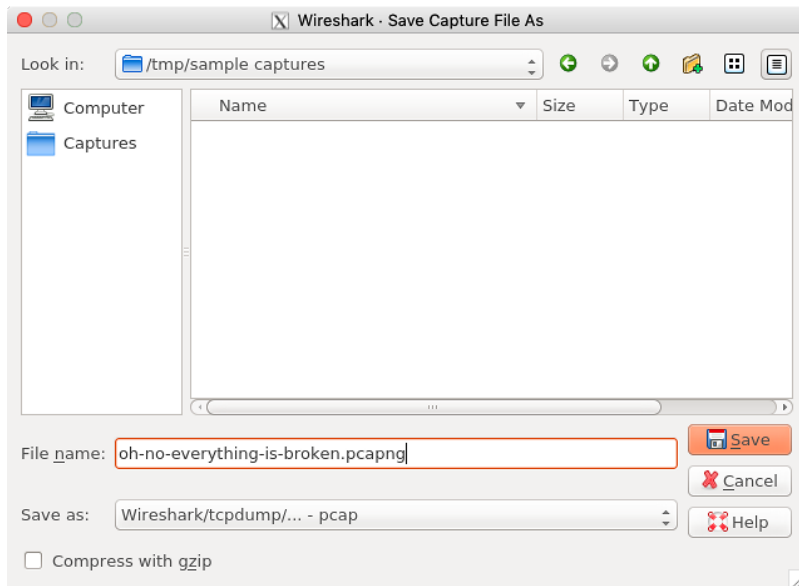 Wireshark · Save Capture File As
Look in: /tmp/sample captures
Computer
Captures
Name Size Type Date Mod
File name: oh-no-everything-is-broken.pcapng
Save
Cancel
Save as: Wireshark/tcpdump/... - pcap
Help
Compress with gzip